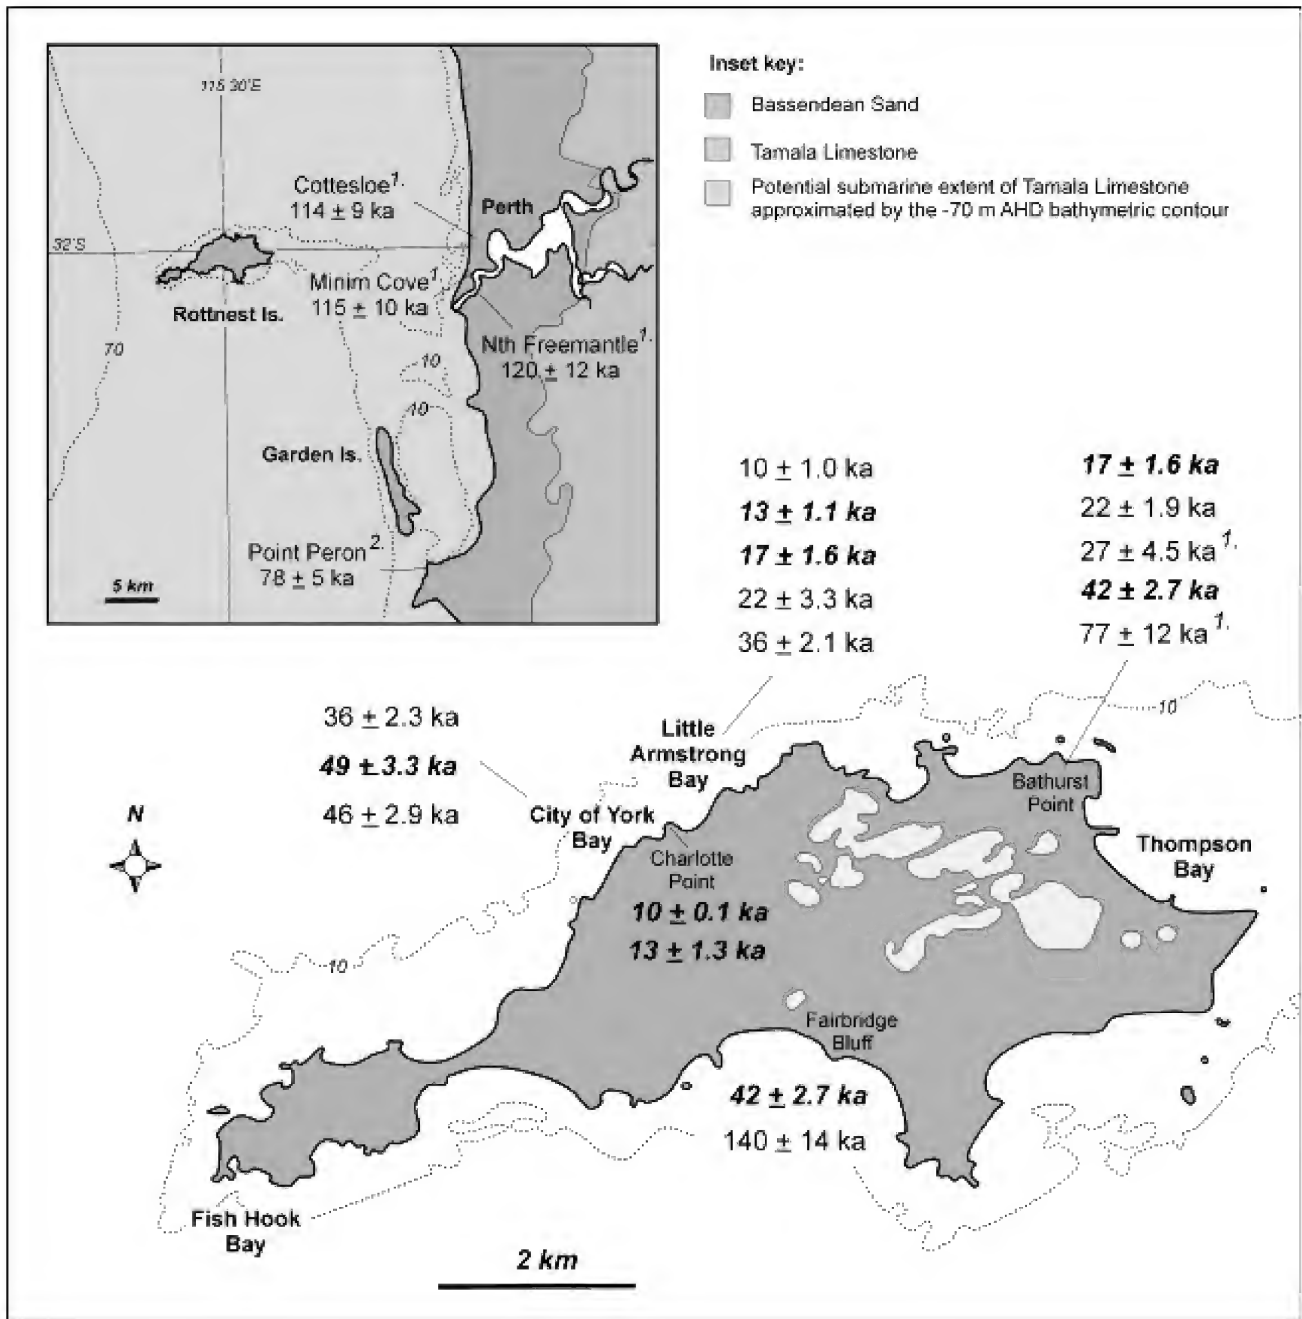 Inset key:
Bassendean Sand
Tamala Limestone
Potential submarine extent of Tamala Limestone
approximated by the -70 m AHD bathymetric contour
115 30'E
Cottesloe1.
114 ± 9 ka
Perth
32'S
Minim Cove1.
115 ± 10 ka
Rottnest Is.
70
Nth Freemantle1.
120 ± 12 ka
10
10
Garden Is.
Point Peron2.
78 ± 5 ka
5 km
10 ± 1.0 ka
13 ± 1.1 ka
17 ± 1.6 ka
22 ± 3.3 ka
36 ± 2.1 ka
17 ± 1.6 ka
22 ± 1.9 ka
27 ± 4.5 ka1.
42 ± 2.7 ka
77 ± 12 ka1.
36 ± 2.3 ka
49 ± 3.3 ka
46 ± 2.9 ka
Little
Armstrong
Bay
10
N
City of York
Bay
Bathurst
Point
Charlotte
Point
Thompson
Bay
10 ± 0.1 ka
13 ± 1.3 ka
10
Fairbridge
Bluff
42 ± 2.7 ka
140 ± 14 ka
Fish Hook
Bay
2 km